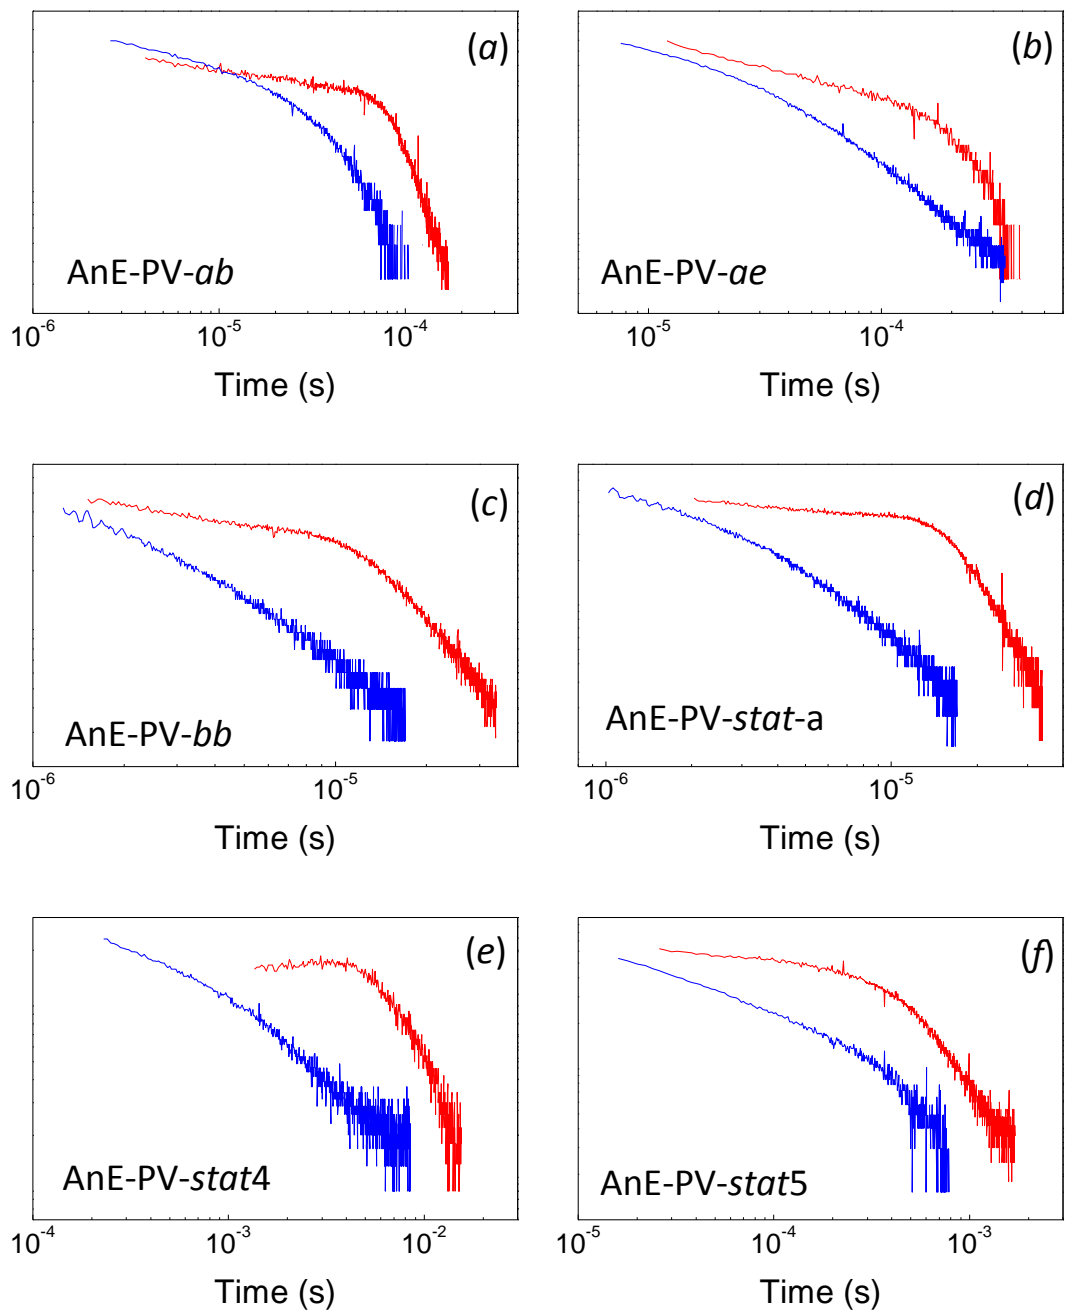 (a)
(b)
AnE-PV-ab
AnE-PV-ae
10-6
10-5
10-4
10-5
10-4
Time (s)
Time (s)
(c)
(d)
AnE-PV-bb
AnE-PV-stat-a
10-6
10-5
10-6
10-5
Time (s)
Time (s)
(e)
(f)
AnE-PV-stat4
AnE-PV-stat5
10-4
10-3
10-2
10-5
10-4
10-3
Time (s)
Time (s)